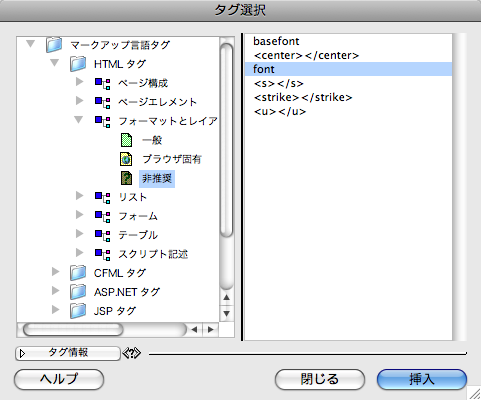 タグ選択
マークアップ言語タグ
HTML タグ
ページ構成
ページエレメント
フォーマットとレイア
一般
ブラウザ固有
非推奨
リスト
フォーム
テーブル
スクリプト記述
CFML タグ
ASP.NET タグ
JSP タグ
basefont
<center></center>
font
<s></s>
<strike></strike>
<u></u>
タグ情報
ヘルプ
閉じる
挿入